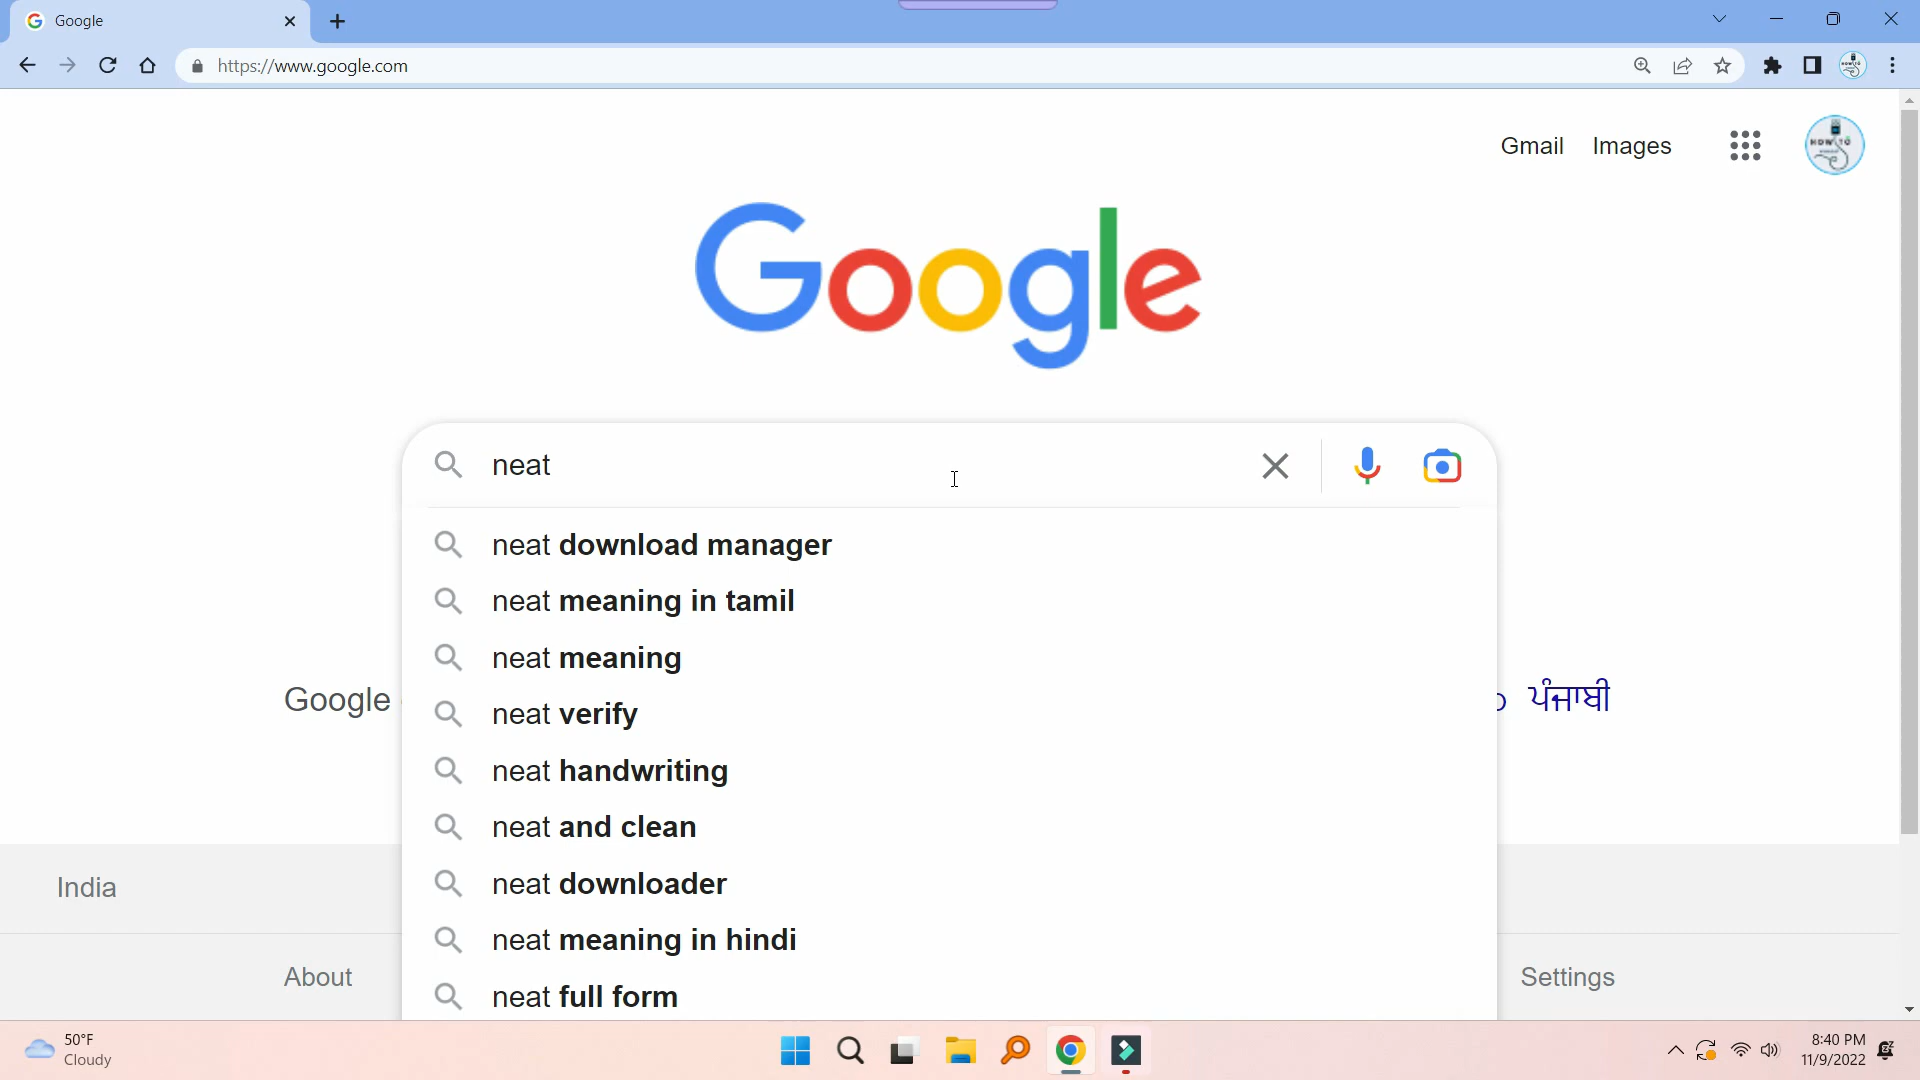 Google
https://www.google.com
Gmail Images
HOW TO
Google
neat
neat download manager
neat meaning in tamil
neat meaning
neat verify
neat handwriting
neat and clean
neat downloader
neat meaning in hindi
neat full form
Google
ਪੰਜਾਬੀ
India
About
Settings
50°F
Cloudy
8:40 PM
11/9/2022